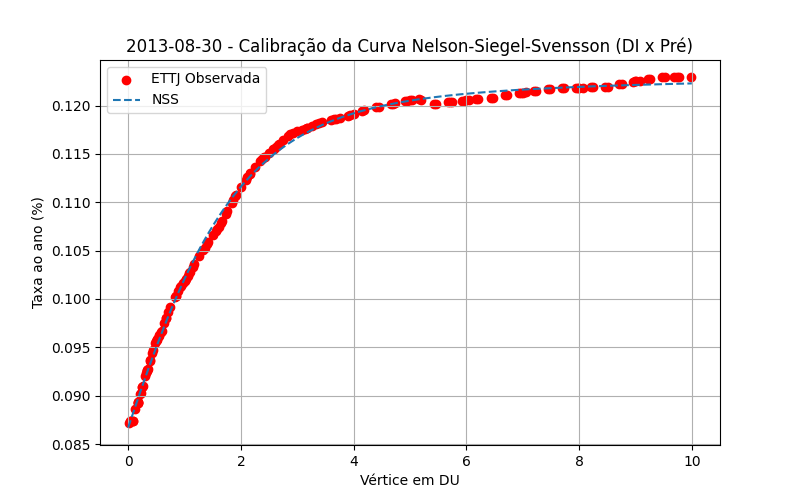 2013-08-30 - Calibração da Curva Nelson-Siegel-Svensson (DI x Pré)
ETTJ Observada
NSS
Taxa ao ano (%)
0.120
0.115
0.110
0.105
0.100
0.095
0.090
0.085
0 2 4 6 8 10
Vértice em DU